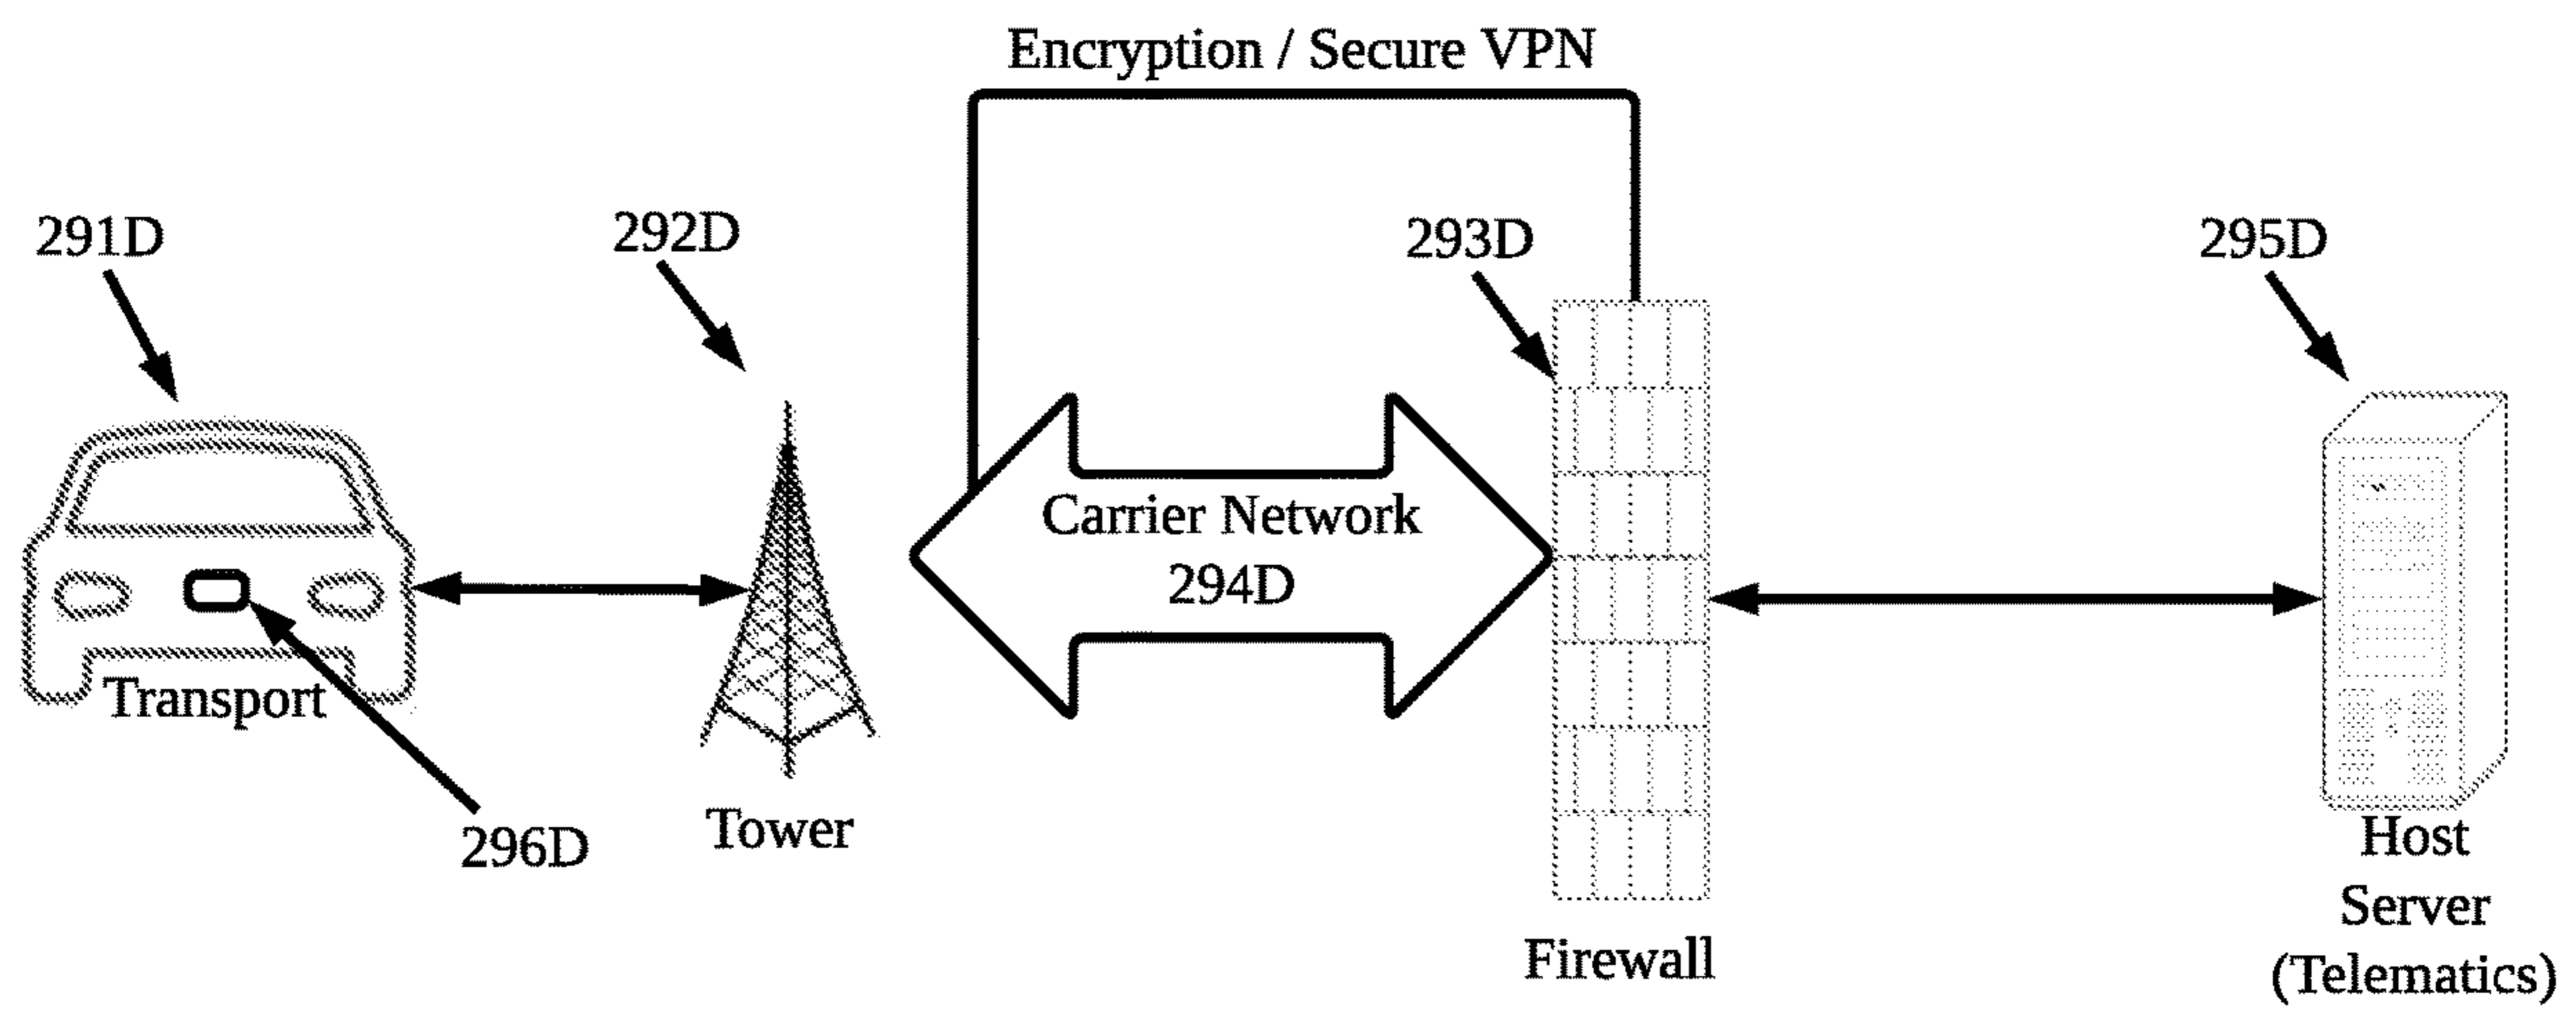 Encryption / Secure VPN
291D
292D
293D
295D
Carrier Network
294D
Transport
296D
Tower
Firewall
Host
Server
(Telematics)